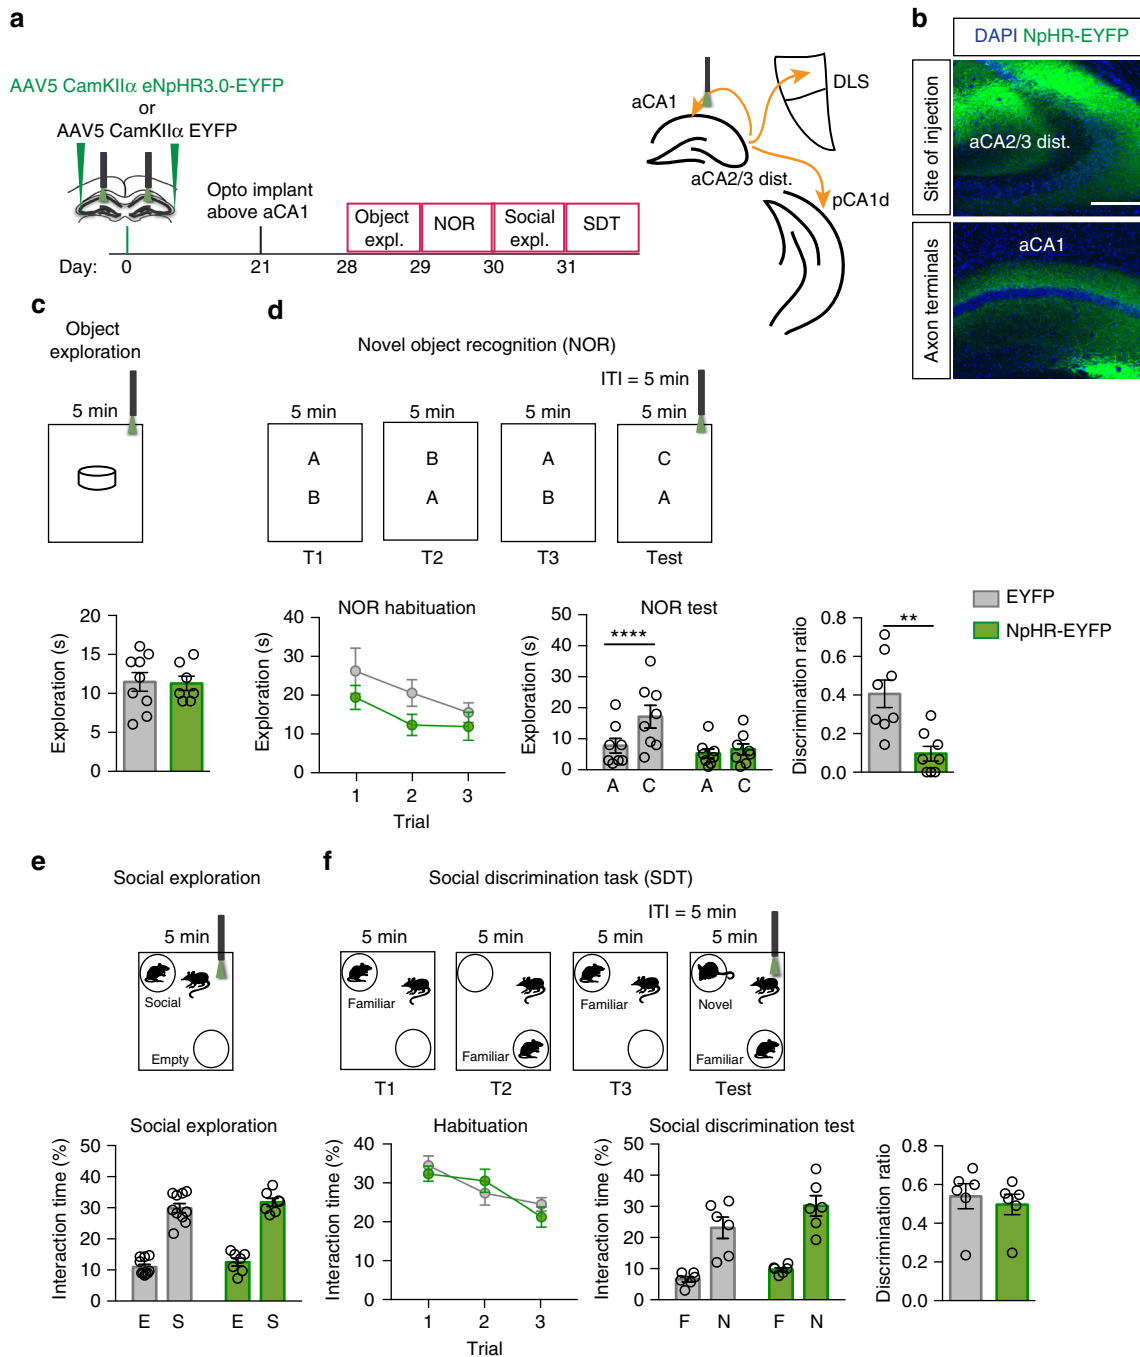 a
AAV5 CamKIIα eNpHR3.0-EYFP
or
AAV5 CamKIIα EYFP
Opto implant
above aCA1
Object
expl.
NOR
Social
expl.
SDT
Day:
0
21
28
29
30
31
aCA1
DLS
aCA2/3 dist.
pCA1d
b
DAPI NpHR-EYFP
Site of injection
aCA2/3 dist.
Axon terminals
aCA1
c
Object
exploration
5 min
Exploration (s)
20
15
10
5
0
d
Novel object recognition (NOR)
ITI = 5 min
5 min
5 min
5 min
5 min
A
B
B
A
A
B
C
A
T1
T2
T3
Test
NOR habituation
Exploration (s)
40
30
20
10
0
1
2
3
Trial
NOR test
Exploration (s)
50
40
30
20
10
0
****
A
C
A
C
Discrimination ratio
0.8
0.6
0.4
0.2
0.0
**
EYFP
NpHR-EYFP
e
Social exploration
5 min
Social
Empty
Social exploration
Interaction time (%)
50
40
30
20
10
0
E
S
E
S
f
Social discrimination task (SDT)
ITI = 5 min
5 min
5 min
5 min
5 min
Familiar
Familiar
Familiar
Novel
Familiar
T1
T2
T3
Test
Habituation
Interaction time (%)
40
30
20
10
0
1
2
3
Trial
Social discrimination test
Interaction time (%)
50
40
30
20
10
0
F
N
F
N
Discrimination ratio
0.8
0.6
0.4
0.2
0.0